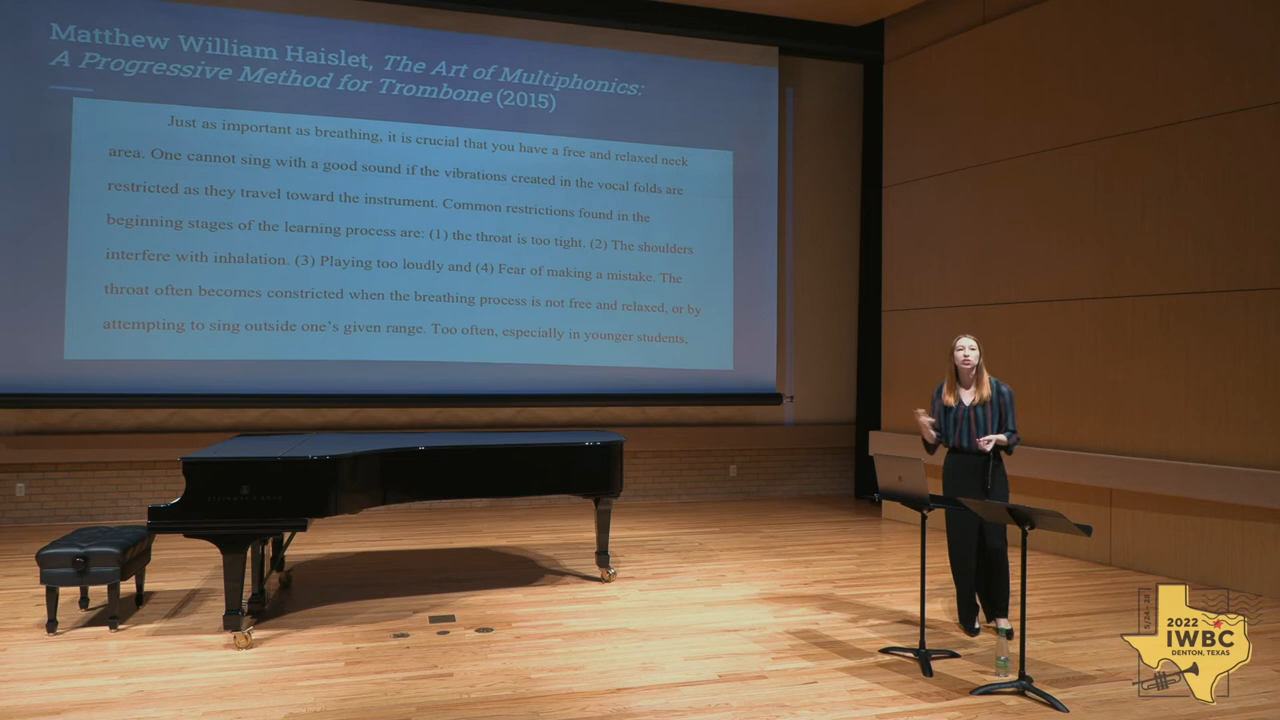 Matthew William Haislet, The Art of Multiphonics:
A Progressive Method for Trombone (2015)
Just as important as breathing, it is crucial that you have a free and relaxed neck
area. One cannot sing with a good sound if the vibrations created in the vocal folds are
restricted as they travel toward the instrument. Common restrictions found in the
beginning stages of the learning process are: (1) the throat is too tight. (2) The shoulders
interfere with inhalation. (3) Playing too loudly and (4) Fear of making a mistake. The
throat often becomes constricted when the breathing process is not free and relaxed, or by
attempting to sing outside one's given range. Too often, especially in younger students,
STEINWAY & SONS
2022
IWBC
DENTON, TEXAS